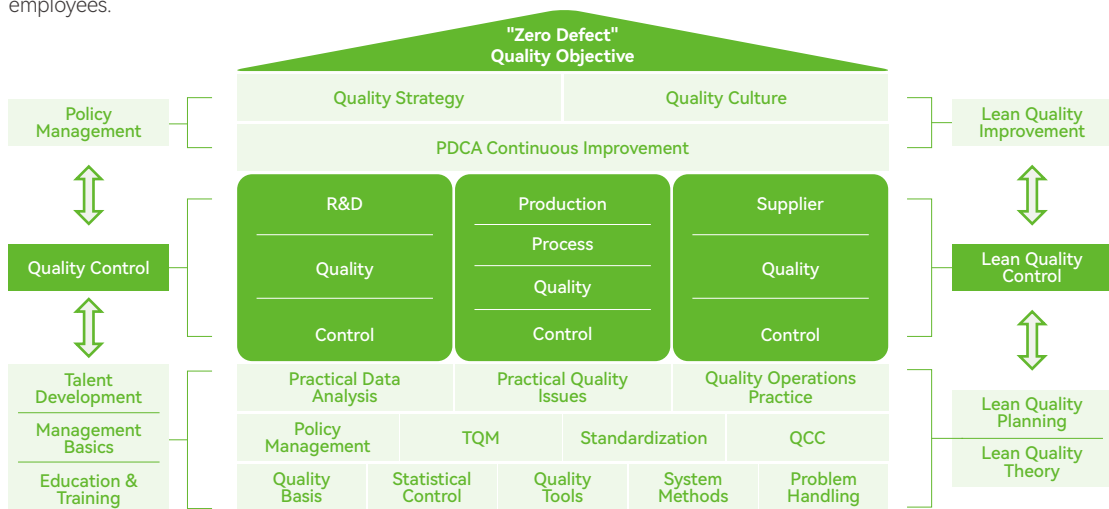 employees.
"Zero Defect"
Quality Objective
Quality Strategy
Quality Culture
PDCA Continuous Improvement
Policy
Management
Quality Control
Talent
Development
Management
Basics
Education &
Training
R&D
Quality
Control
Production
Process
Quality
Control
Supplier
Quality
Control
Practical Data
Analysis
Practical Quality
Issues
Quality Operations
Practice
Policy
Management
TQM
Standardization
QCC
Quality
Basis
Statistical
Control
Quality
Tools
System
Methods
Problem
Handling
Lean Quality
Improvement
Lean Quality
Control
Lean Quality
Planning
Lean Quality
Theory